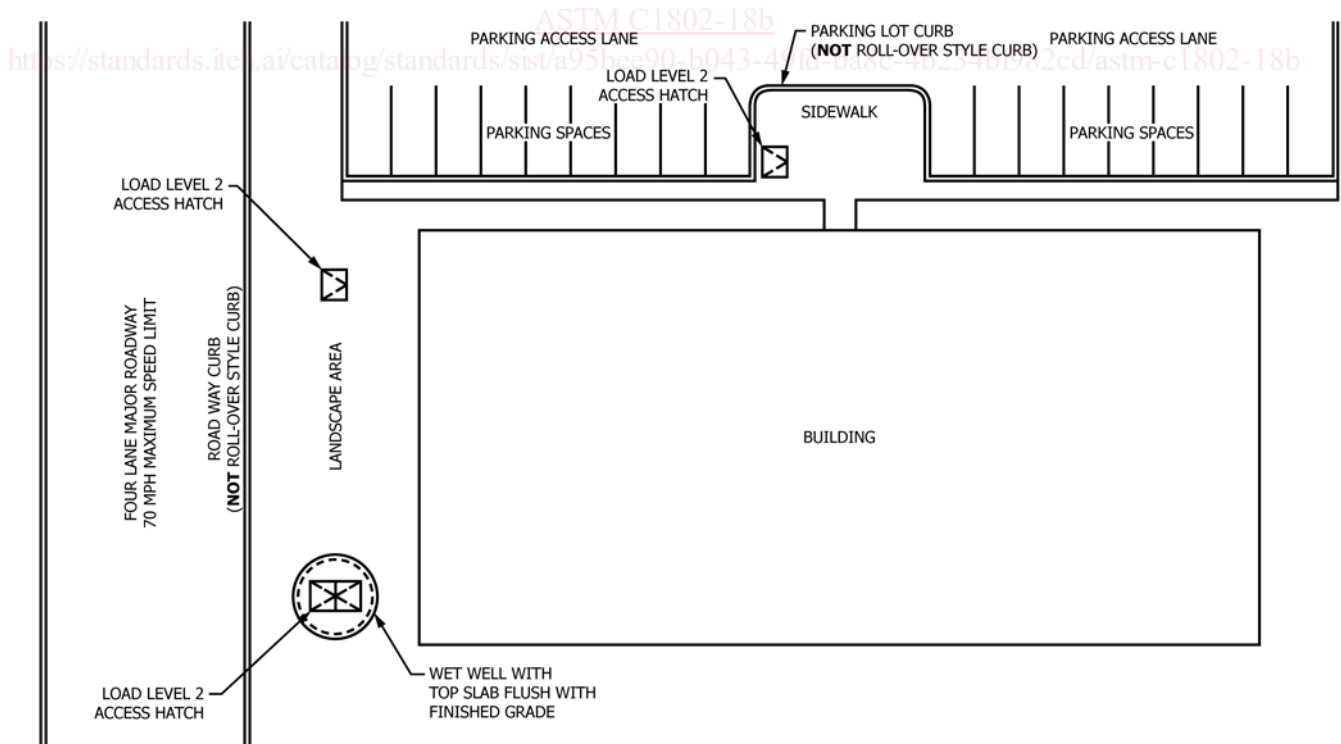 ASTM C1802-18b
https://standards.iteh.ai/catalog/standards/sist/a95bee90-b043-49fd-ba8c-4b254bf982cd/astm-c1802-18b
PARKING ACCESS LANE
PARKING LOT CURB
(NOT ROLL-OVER STYLE CURB)
PARKING ACCESS LANE
LOAD LEVEL 2
ACCESS HATCH
SIDEWALK
PARKING SPACES
PARKING SPACES
LOAD LEVEL 2
ACCESS HATCH
FOUR LANE MAJOR ROADWAY
70 MPH MAXIMUM SPEED LIMIT
ROAD WAY CURB
(NOT ROLL-OVER STYLE CURB)
LANDSCAPE AREA
BUILDING
LOAD LEVEL 2
ACCESS HATCH
WET WELL WITH
TOP SLAB FLUSH WITH
FINISHED GRADE